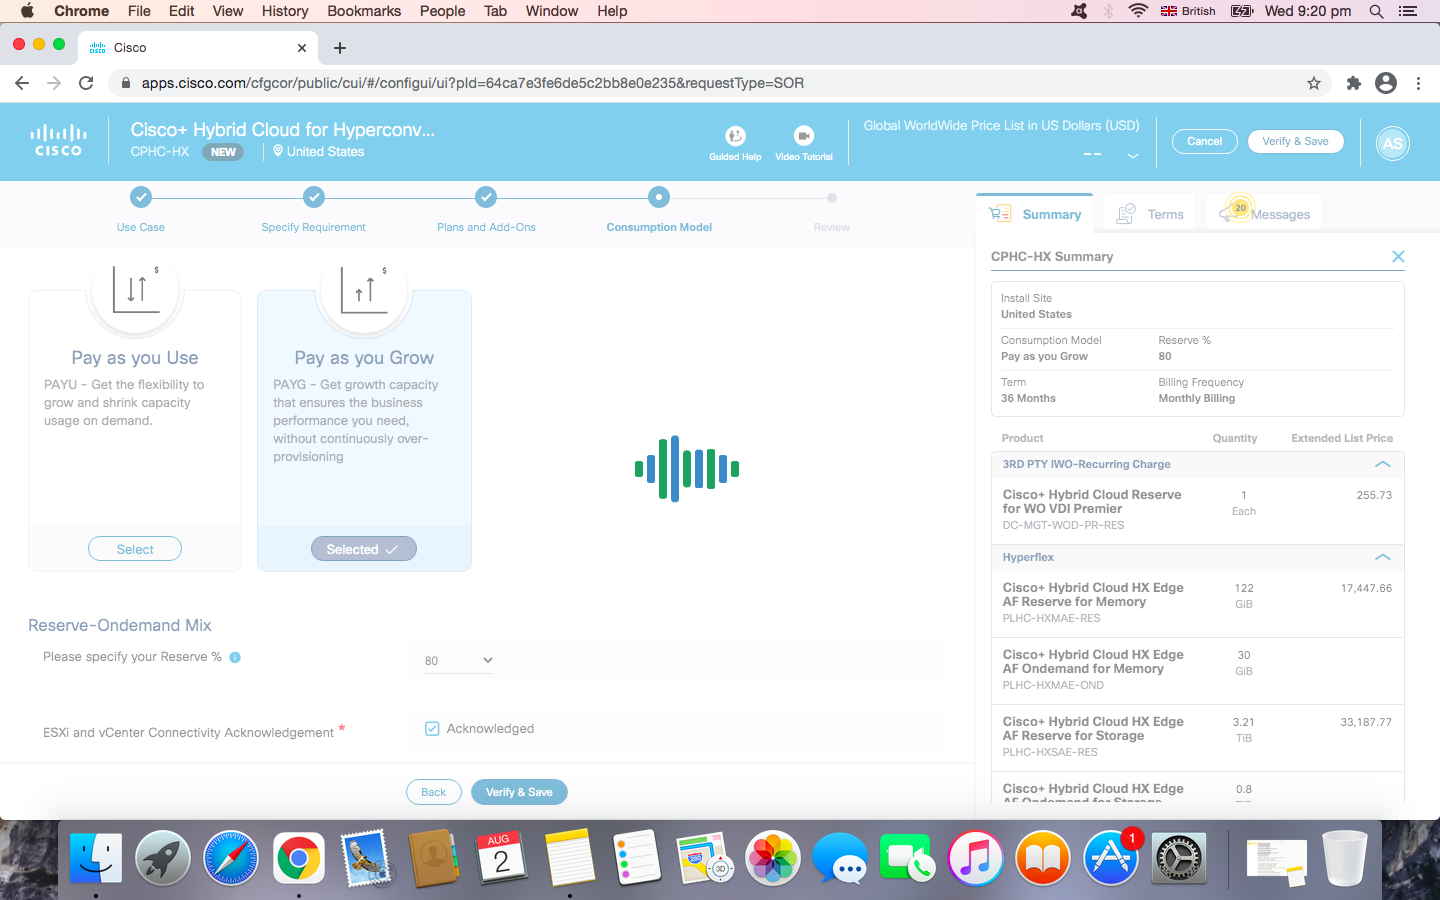 Chrome File Edit View History Bookmarks People Tab Window Help
British Wed 9:20 pm
Cisco
apps.cisco.com/cfgcor/public/cui/#/configui/ui?pId=64ca7e3fe6de5c2bb8e0e235&requestType=SOR
CISCO
Cisco+ Hybrid Cloud for Hyperconv...
CPHC-HX NEW United States
Guided Help
Video Tutorial
Global WorldWide Price List in US Dollars (USD)
--
Cancel
Verify & Save
AS
Use Case
Specify Requirement
Plans and Add-Ons
Consumption Model
Review
$
Pay as you Use
PAYU - Get the flexibility to
grow and shrink capacity
usage on demand.
Select
$
Pay as you Grow
PAYG - Get growth capacity
that ensures the business
performance you need,
without continuously over-
provisioning
Selected
Reserve-Ondemand Mix
Please specify your Reserve % i
80
ESXi and vCenter Connectivity Acknowledgement *
Acknowledged
Back
Verify & Save
Summary
Terms
20
Messages
CPHC-HX Summary
Install Site
United States
Consumption Model Reserve %
Pay as you Grow 80
Term Billing Frequency
36 Months Monthly Billing
Product Quantity Extended List Price
3RD PTY IWO-Recurring Charge
Cisco+ Hybrid Cloud Reserve 1 255.73
for WO VDI Premier Each
DC-MGT-WOD-PR-RES
Hyperflex
Cisco+ Hybrid Cloud HX Edge 122 17,447.66
AF Reserve for Memory GiB
PLHC-HXMAE-RES
Cisco+ Hybrid Cloud HX Edge 30
AF Ondemand for Memory GiB
PLHC-HXMAE-OND
Cisco+ Hybrid Cloud HX Edge 3.21 33,187.77
AF Reserve for Storage TiB
PLHC-HXSAE-RES
Cisco+ Hybrid Cloud HX Edge 0.8
AF Ondemand for Storage
AUG
2
280
3D
1